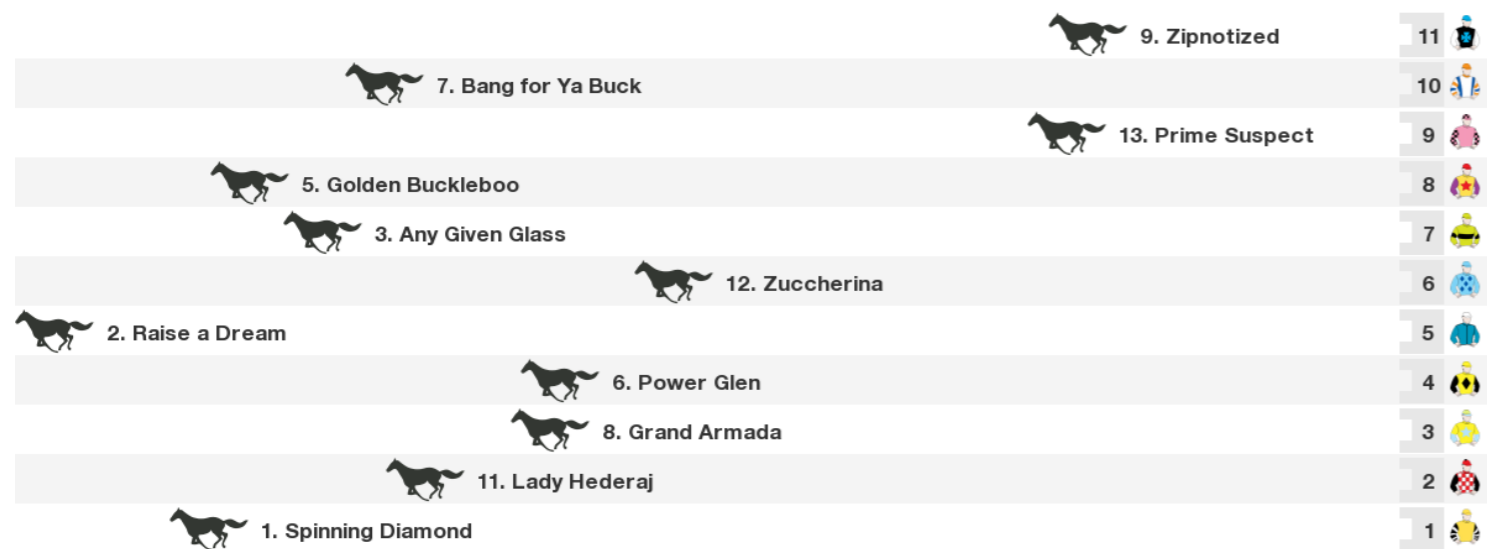 9. Zipnotized 11
7. Bang for Ya Buck 10
13. Prime Suspect 9
5. Golden Buckleboo 8
3. Any Given Glass 7
12. Zuccherina 6
2. Raise a Dream 5
6. Power Glen 4
8. Grand Armada 3
11. Lady Hederaj 2
1. Spinning Diamond 1